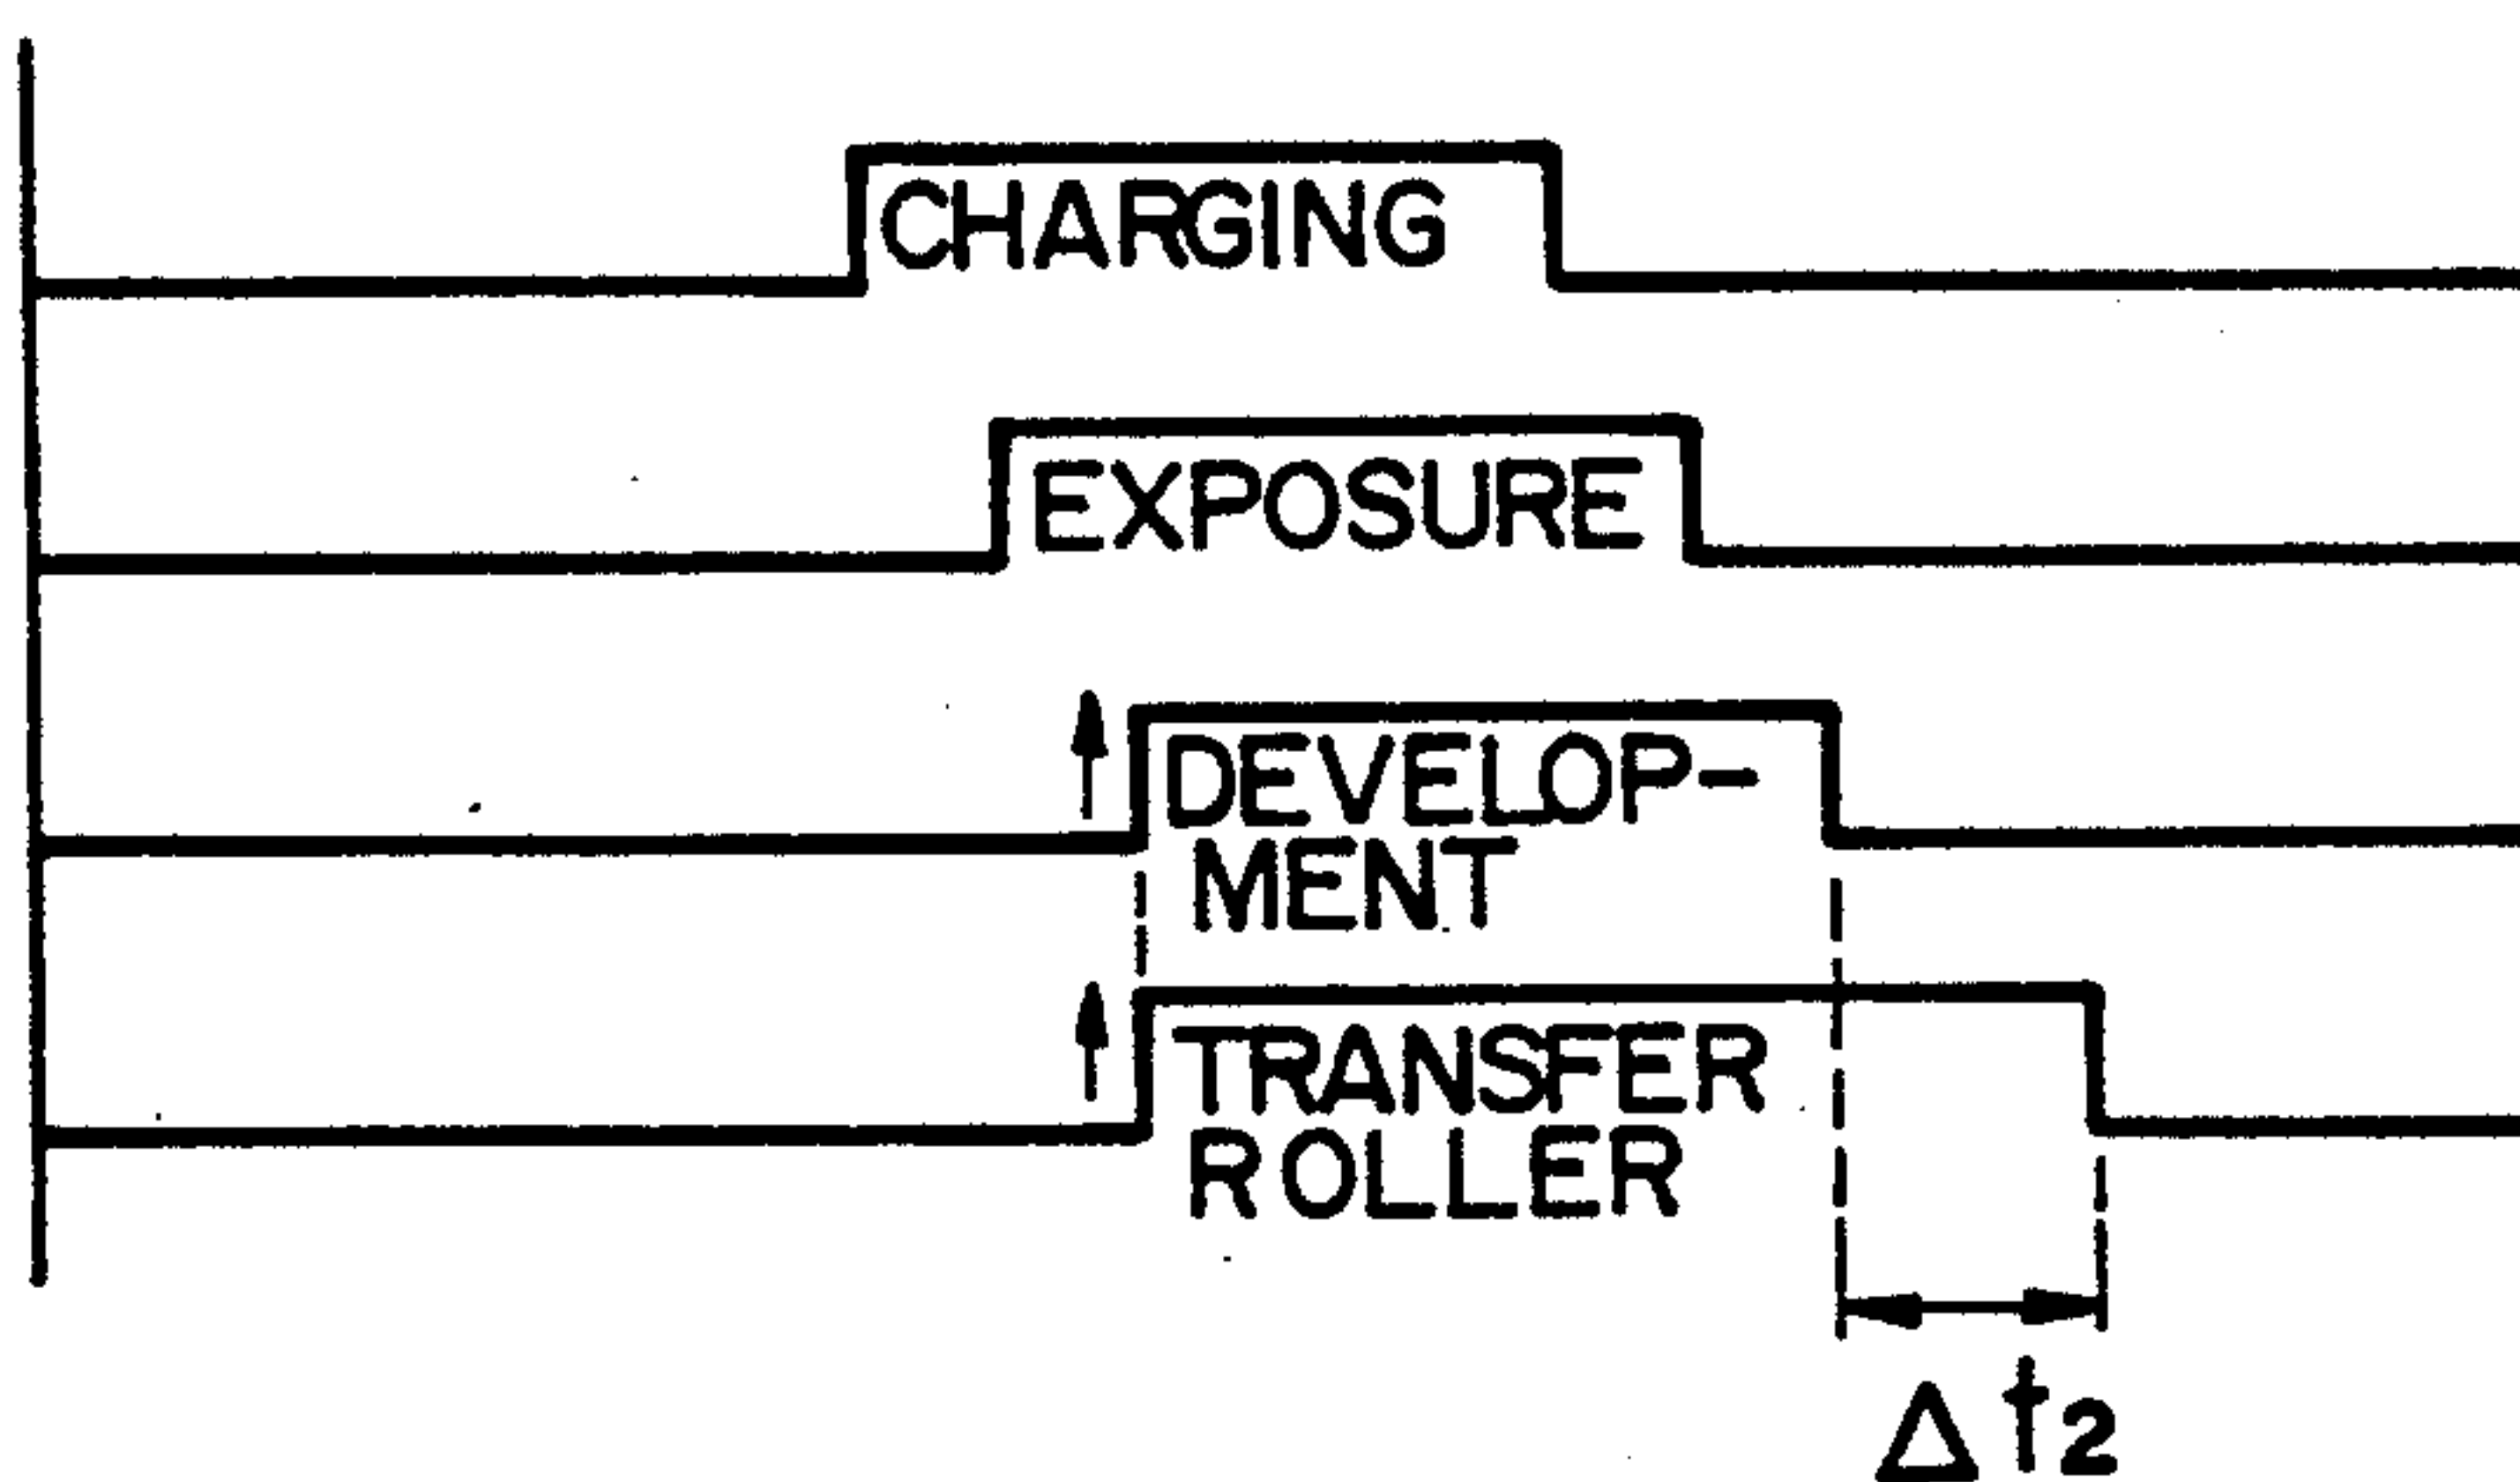 CHARGING
EXPOSURE
DEVELOP-
MENT
TRANSFER
ROLLER
Δt2